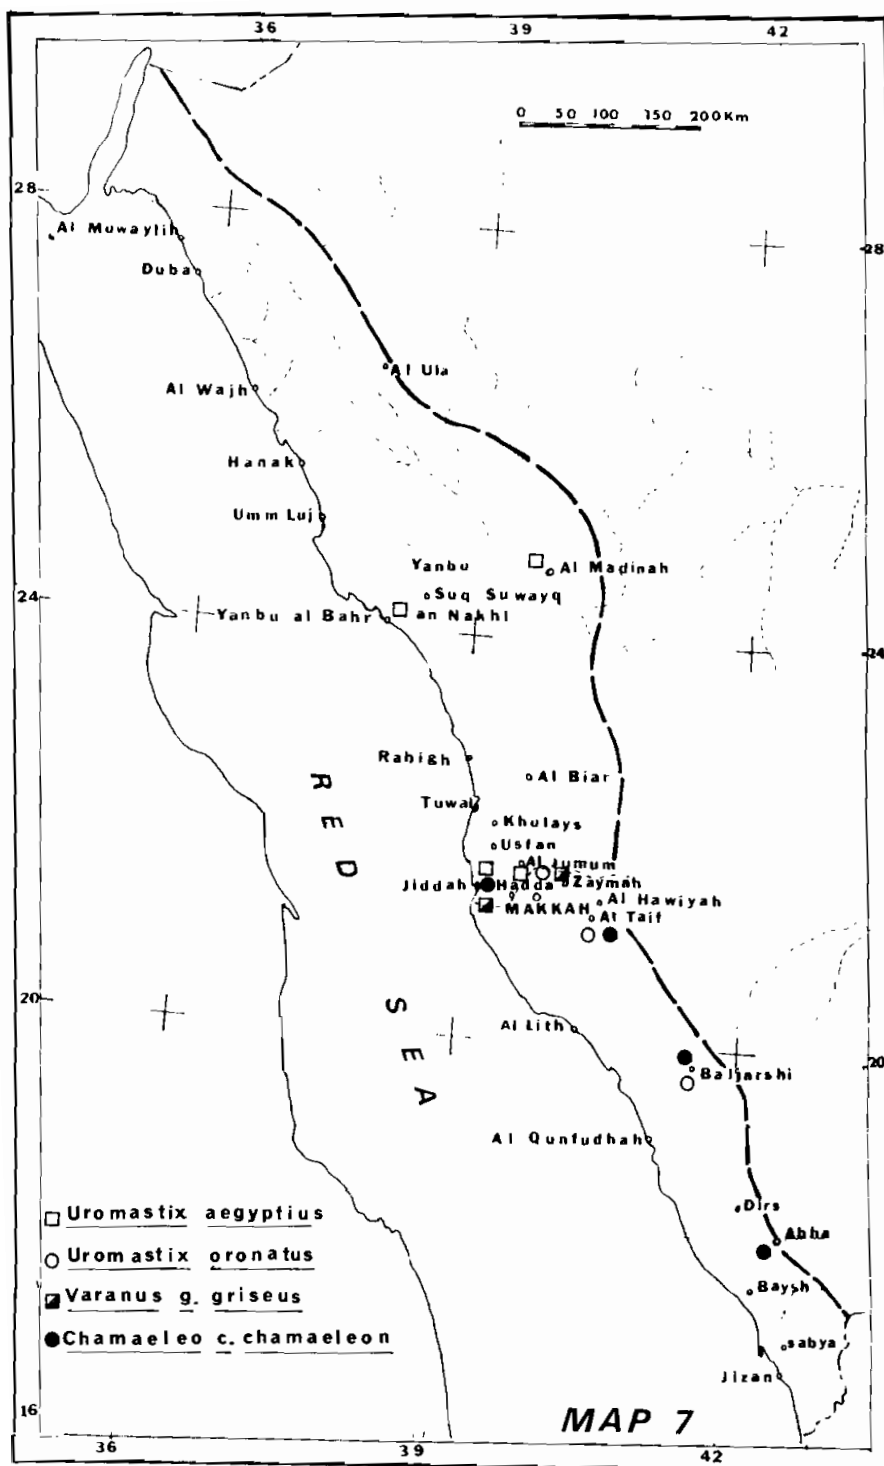 36 39 42
0 50 100 150 200Km
28
Al Muwaylih
28
Duba
Al Ula
Al Wajh
Hanak
Umm Luj
Yanbu
Al Madinah
Suq Suwayq
24
Yanbu al Bahr
an Nakhl
24
Rabigh
Al Biar
Tuwal
Khulays
RED
Usfan
Al Jumum
Jiddah
Hadda
Zaymah
MAKKAH
Al Hawiyah
At Taif
20
SEA
Al Lith
20
Baljarshi
Al Qunfudhah
Dirs
Uromastix aegyptius
Abha
Uromastix oronatus
Baysh
Varanus g. griseus
Chamaeleo c. chamaeleon
sabya
Jizan
16
MAP 7
36 39 42